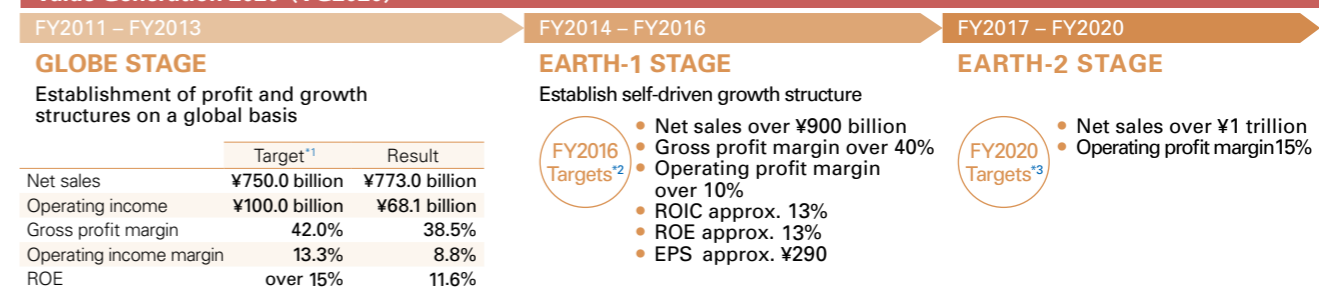 Value Generation 2020 (VG2020)
FY2011 – FY2013
GLOBE STAGE
Establishment of profit and growth
structures on a global basis
Target*1 Result
Net sales ¥750.0 billion ¥773.0 billion
Operating income ¥100.0 billion ¥68.1 billion
Gross profit margin 42.0% 38.5%
Operating income margin 13.3% 8.8%
ROE over 15% 11.6%
FY2014 – FY2016
EARTH-1 STAGE
Establish self-driven growth structure
FY2016
Targets*2
• Net sales over ¥900 billion
• Gross profit margin over 40%
• Operating profit margin
over 10%
• ROIC approx. 13%
• ROE approx. 13%
• EPS approx. ¥290
FY2017 – FY2020
EARTH-2 STAGE
FY2020
Targets*3
• Net sales over ¥1 trillion
• Operating profit margin15%